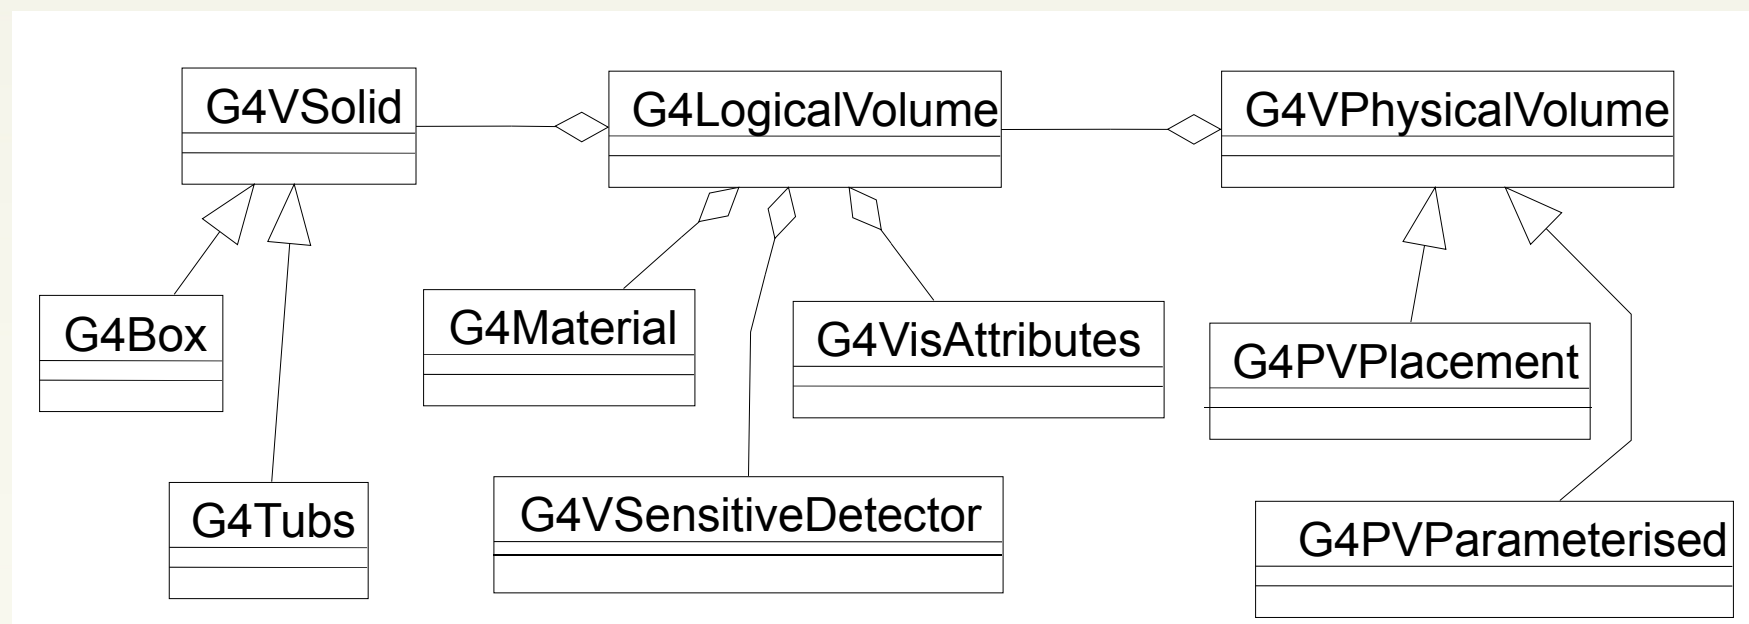 G4VSolid
G4LogicalVolume
G4VPhysicalVolume
G4Box
G4Material
G4VisAttributes
G4PVPlacement
G4Tubs
G4VSensitiveDetector
G4PVParameterised